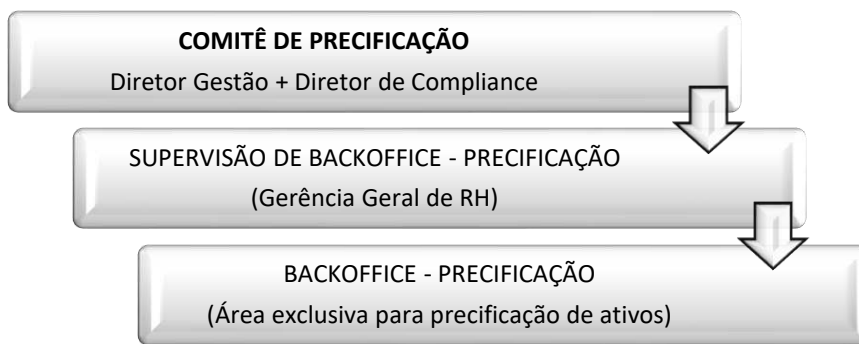 COMITÊ DE PRECIFICAÇÃO
Diretor Gestão + Diretor de Compliance
SUPERVISÃO DE BACKOFFICE - PRECIFICAÇÃO
(Gerência Geral de RH)
BACKOFFICE - PRECIFICAÇÃO
(Área exclusiva para precificação de ativos)